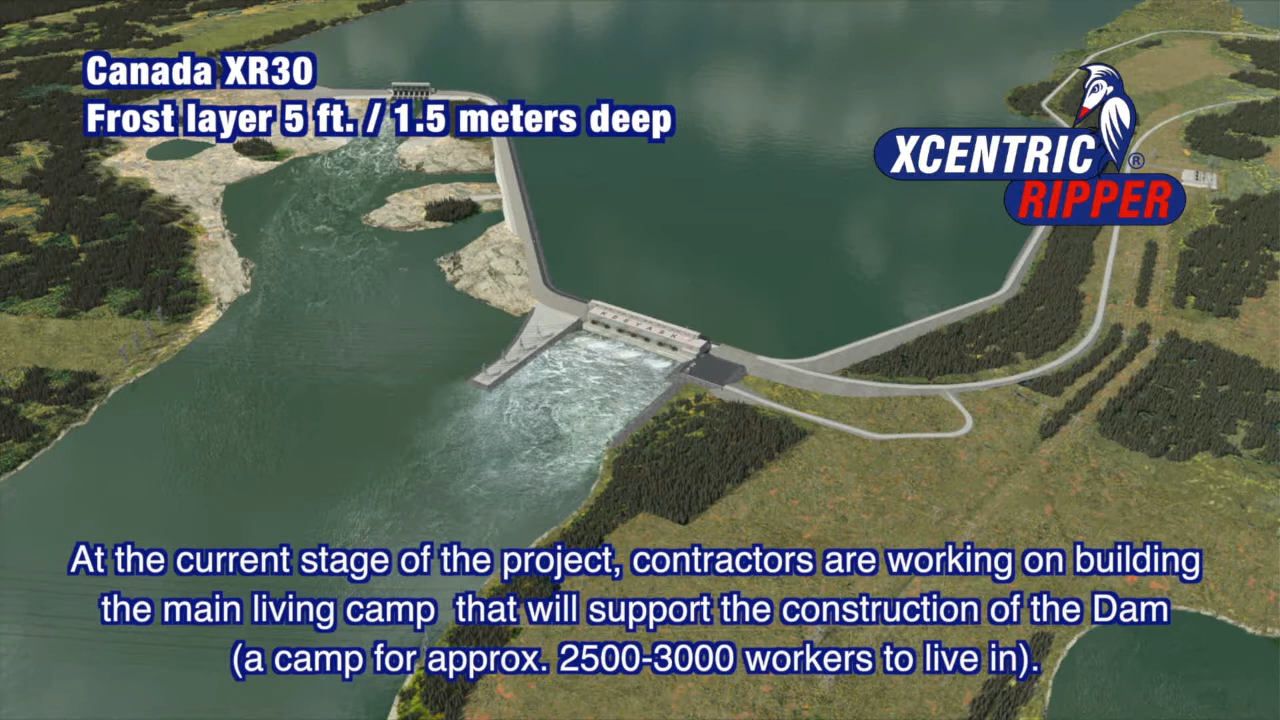 Canada XR30
Frost layer 5 ft. / 1.5 meters deep
XCENTRIC ®
RIPPER
KEEYASK
At the current stage of the project, contractors are working on building
the main living camp  that will support the construction of the Dam
(a camp for approx. 2500-3000 workers to live in).